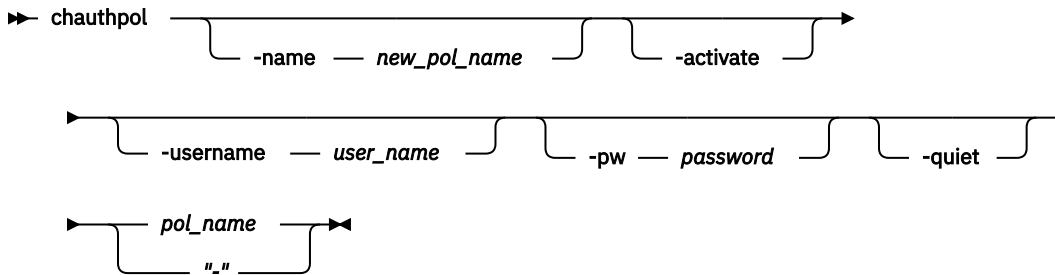 chauthpol
-name new_pol_name -activate
-username user_name -pw password -quiet
pol_name
"-"